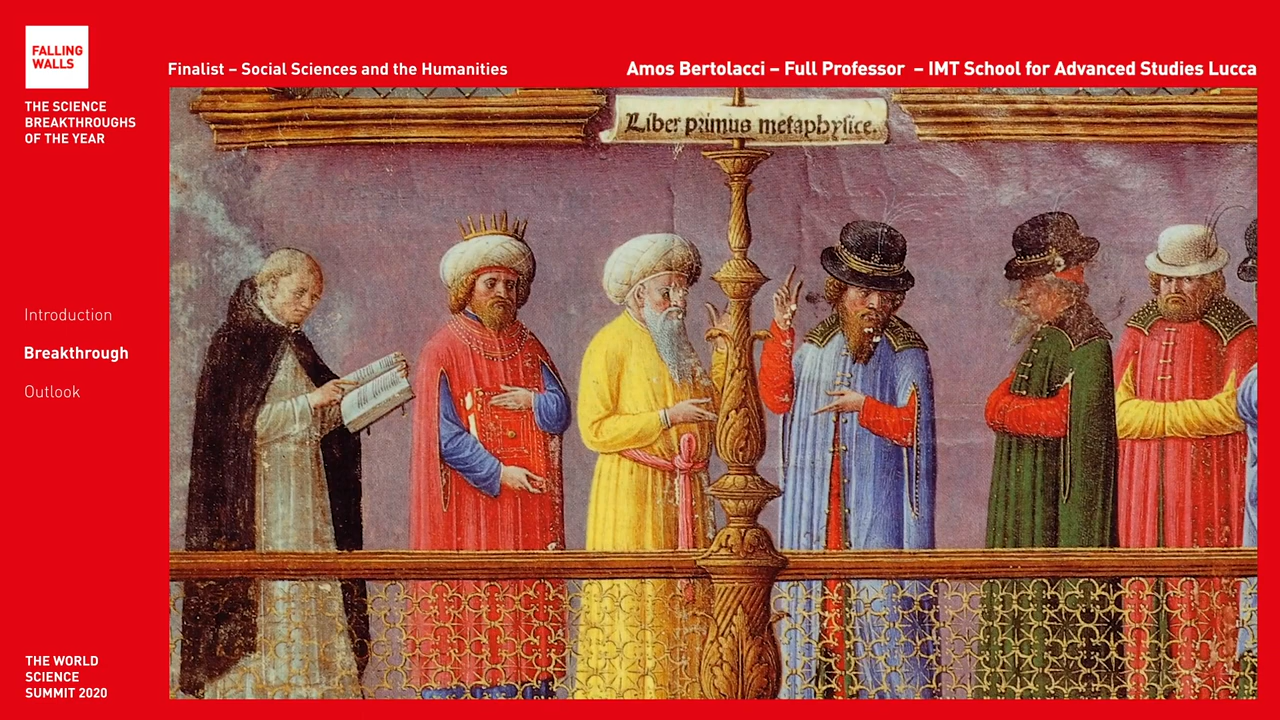 FALLING
WALLS
THE SCIENCE
BREAKTHROUGHS
OF THE YEAR
Finalist – Social Sciences and the Humanities
Amos Bertolacci – Full Professor – IMT School for Advanced Studies Lucca
Liber primus metaphysice.
Introduction
Breakthrough
Outlook
THE WORLD
SCIENCE
SUMMIT 2020